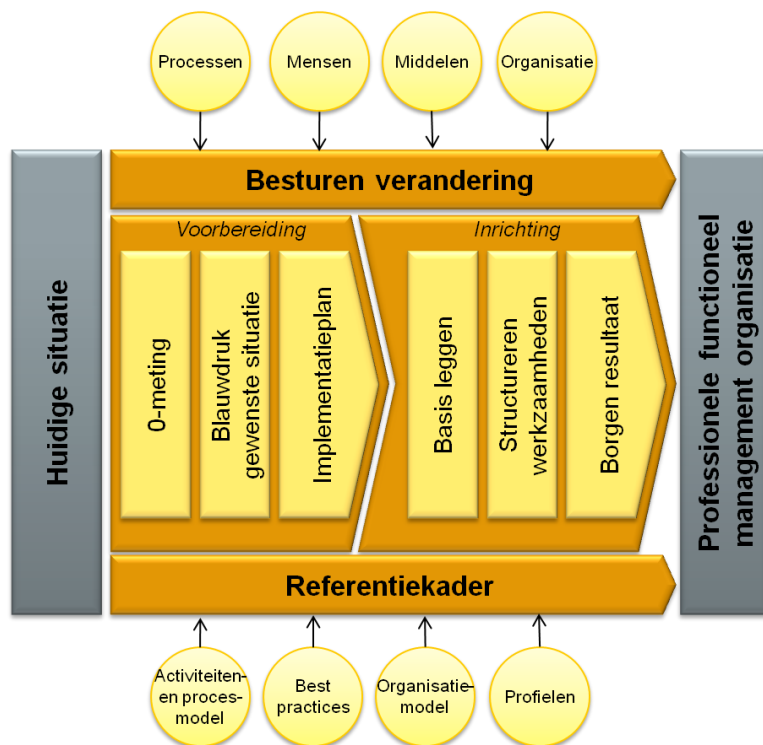 Processen
Mensen
Middelen
Organisatie
Besturen verandering
Huidige situatie
Voorbereiding
0-meting
Blauwdruk
gewenste situatie
Implementatieplan
Inrichting
Basis leggen
Structureren
werkzaamheden
Borgen resultaat
Professionele functioneel
management organisatie
Referentiekader
Activiteiten-
en proces-
model
Best
practices
Organisatie-
model
Profielen